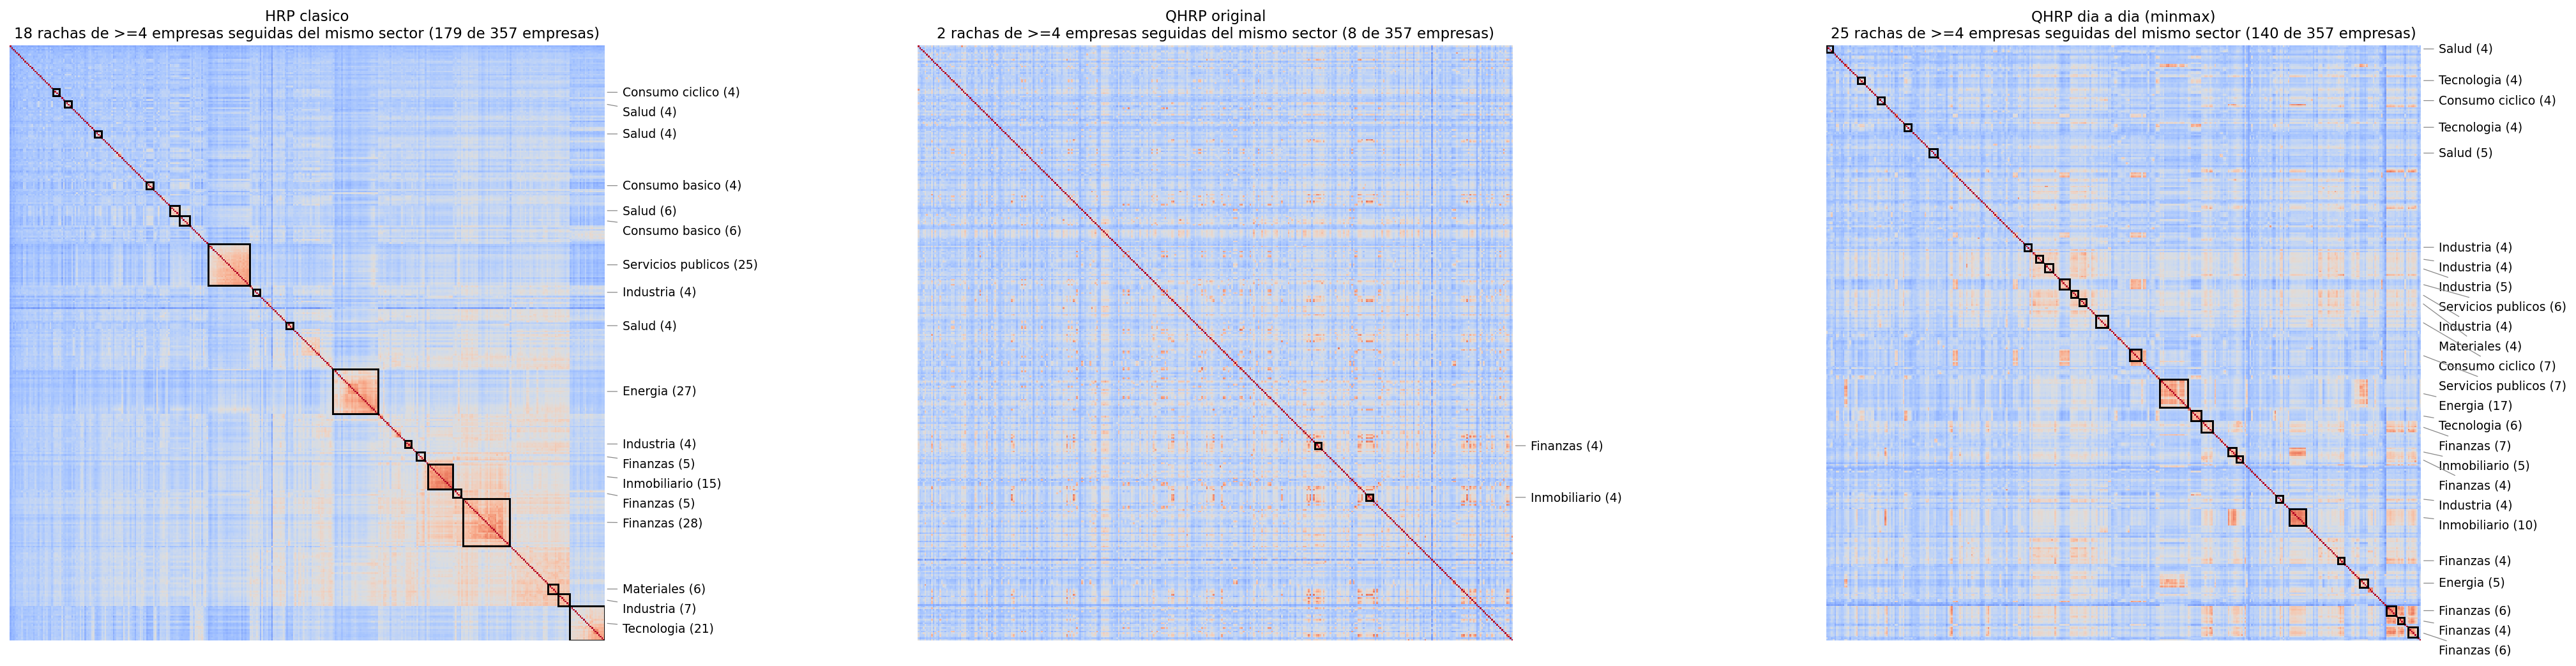 HRP clasico
18 rachas de >=4 empresas seguidas del mismo sector (179 de 357 empresas)
Consumo ciclico (4)
Salud (4)
Salud (4)
Consumo basico (4)
Salud (6)
Consumo basico (6)
Servicios publicos (25)
Industria (4)
Salud (4)
Energia (27)
Industria (4)
Finanzas (5)
Inmobiliario (15)
Finanzas (5)
Finanzas (28)
Materiales (6)
Industria (7)
Tecnologia (21)
QHRP original
2 rachas de >=4 empresas seguidas del mismo sector (8 de 357 empresas)
Finanzas (4)
Inmobiliario (4)
QHRP dia a dia (minmax)
25 rachas de >=4 empresas seguidas del mismo sector (140 de 357 empresas)
Salud (4)
Tecnologia (4)
Consumo ciclico (4)
Tecnologia (4)
Salud (5)
Industria (4)
Industria (4)
Industria (5)
Servicios publicos (6)
Industria (4)
Materiales (4)
Consumo ciclico (7)
Servicios publicos (7)
Energia (17)
Tecnologia (6)
Finanzas (7)
Inmobiliario (5)
Finanzas (4)
Industria (4)
Inmobiliario (10)
Finanzas (4)
Energia (5)
Finanzas (6)
Finanzas (4)
Finanzas (6)